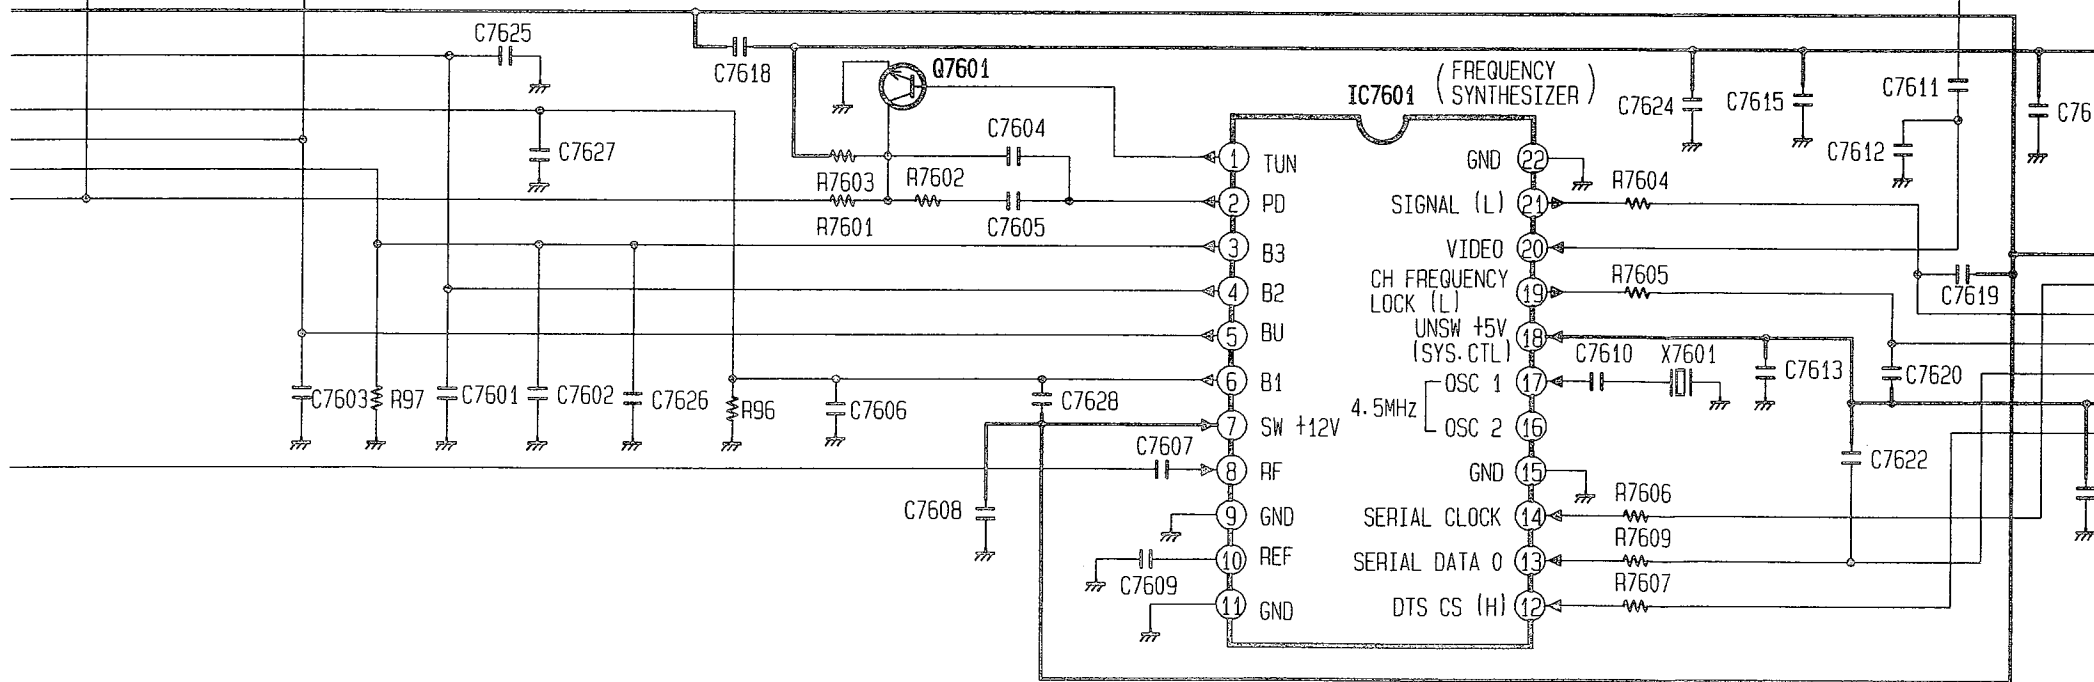 C7625
C7618
Q7601
IC7601
(FREQUENCY
SYNTHESIZER)
C7624
C7615
C7611
C76
C7612
C7627
C7604
R7603
R7602
R7601
C7605
1 TUN
2 PD
3 B3
4 B2
5 BU
6 B1
7 SW +12V
8 RF
9 GND
10 REF
11 GND
GND 22
SIGNAL (L) 21
VIDEO 20
CH FREQUENCY
LOCK (L) 19
UNSW +5V
(SYS.CTL) 18
OSC 1 17
4.5MHz
OSC 2 16
GND 15
SERIAL CLOCK 14
SERIAL DATA 0 13
DTS CS (H) 12
R7604
R7605
C7619
C7610
X7601
C7613
C7620
C7622
R7606
R7609
R7607
C7603
R97
C7601
C7602
C7626
R96
C7606
C7628
C7607
C7608
C7609